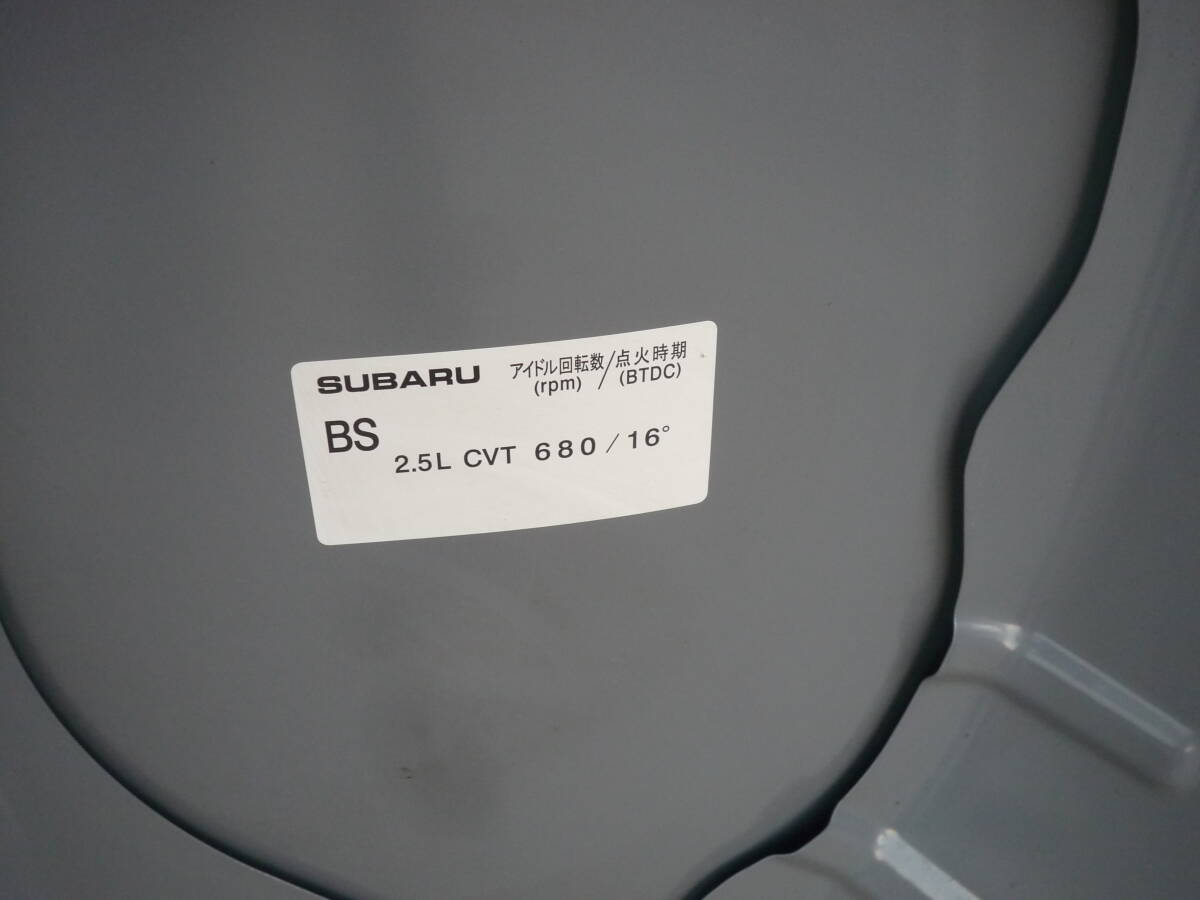 SUBARU アイドル回転数/点火時期
(rpm) (BTDC)
BS
2.5L CVT 680/16°